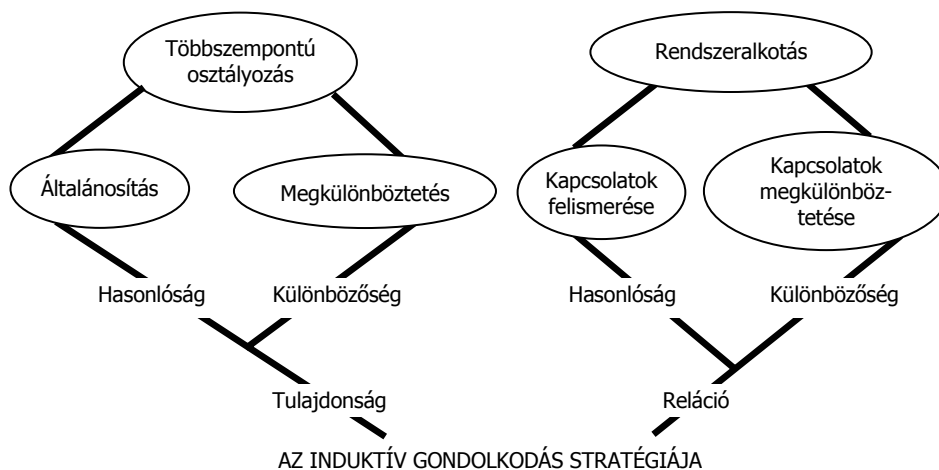 Többszempontú
osztályozás
Rendszeralkotás
Általánosítás
Megkülönböztetés
Kapcsolatok
felismerése
Kapcsolatok
megkülönböz-
tetése
Hasonlóság
Különbözőség
Hasonlóság
Különbözőség
Tulajdonság
Reláció
AZ INDUKTÍV GONDOLKODÁS STRATÉGIÁJA